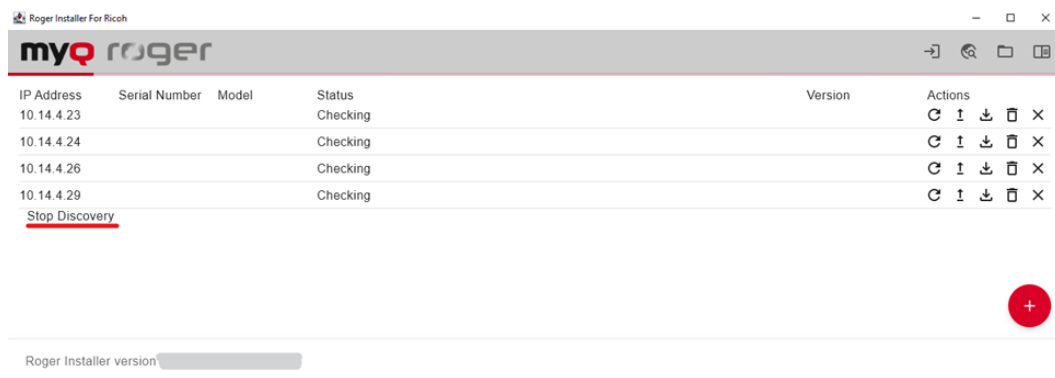 Roger Installer For Ricoh
myQ roger
IP Address Serial Number Model Status Version Actions
10.14.4.23 Checking
10.14.4.24 Checking
10.14.4.26 Checking
10.14.4.29 Checking
Stop Discovery
Roger Installer version